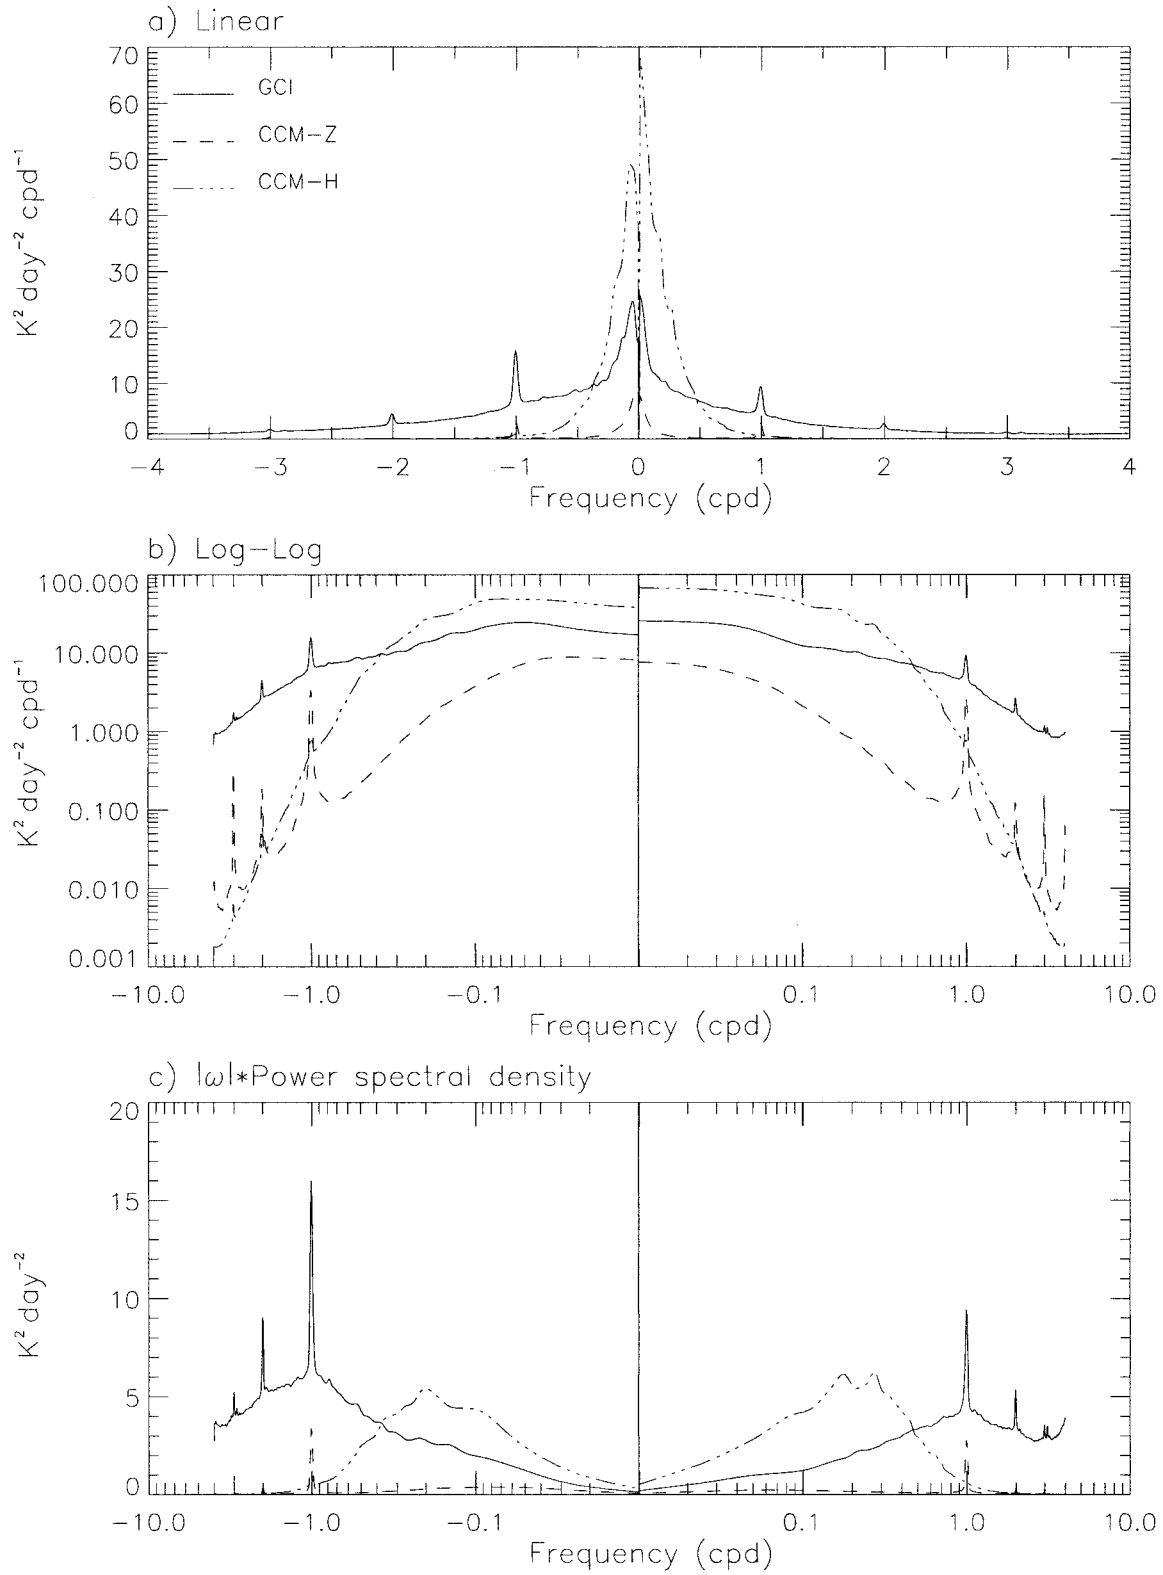 a) Linear
K² day⁻² cpd⁻¹
70
60
50
40
30
20
10
0
GCI
CCM-Z
CCM-H
-4 -3 -2 -1 0 1 2 3 4
Frequency (cpd)
b) Log-Log
K² day⁻² cpd⁻¹
100.000
10.000
1.000
0.100
0.010
0.001
-10.0 -1.0 -0.1 0.1 1.0 10.0
Frequency (cpd)
c) |ω|*Power spectral density
K² day⁻²
20
15
10
5
0
-10.0 -1.0 -0.1 0.1 1.0 10.0
Frequency (cpd)